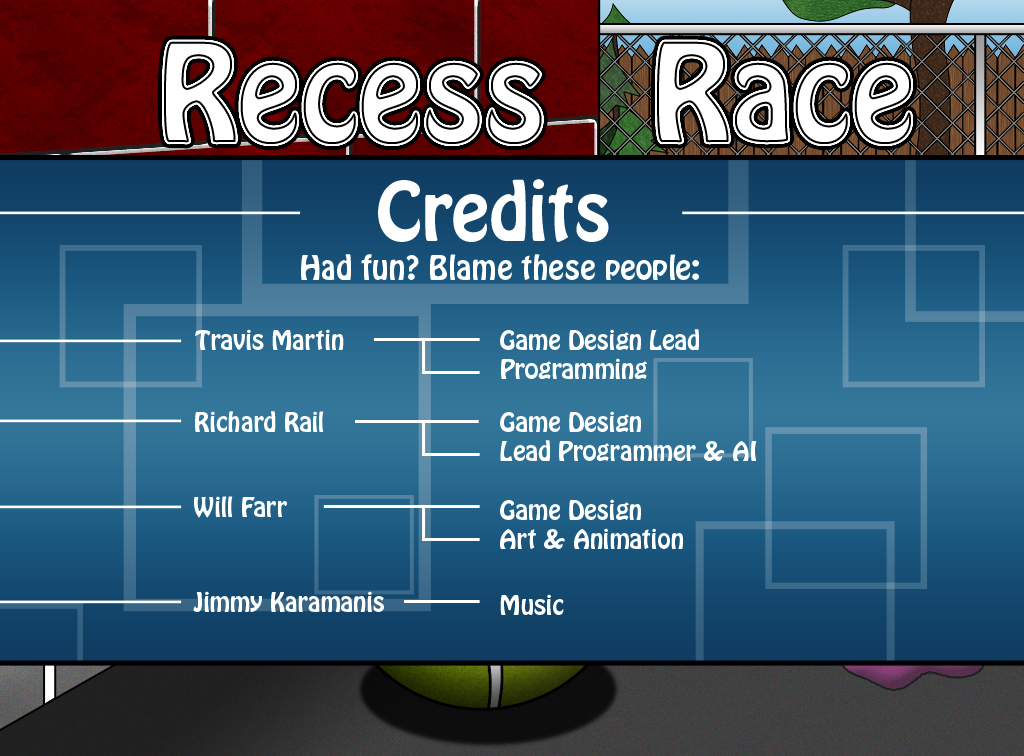 Recess Race
Credits
Had fun? Blame these people:
Travis Martin
Game Design Lead
Programming
Richard Rail
Game Design
Lead Programmer & AI
Will Farr
Game Design
Art & Animation
Jimmy Karamanis
Music